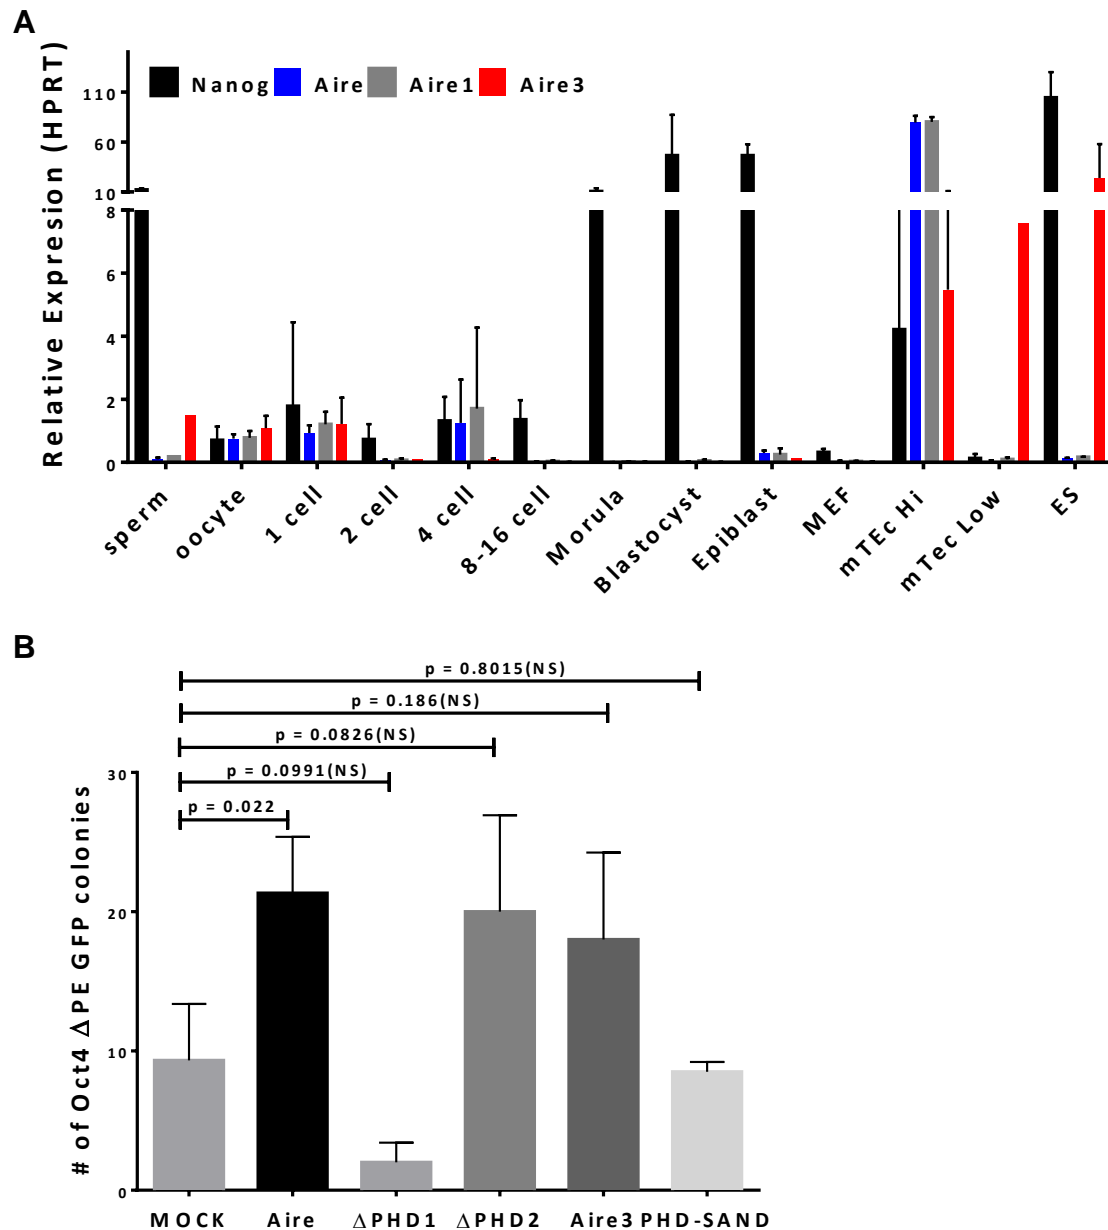 A
Relative Expresion (HPRT)
Nanog Aire Aire1 Aire3
110
60
10
8
6
4
2
0
sperm
oocyte
1 cell
2 cell
4 cell
8-16 cell
Morula
Blastocyst
Epiblast
MEF
mTEc Hi
mTec Low
ES
B
p = 0.8015(NS)
p = 0.186(NS)
p = 0.0826(NS)
p = 0.0991(NS)
p = 0.022
# of Oct4 ΔPE GFP colonies
30
20
10
0
MOCK Aire ΔPHD1 ΔPHD2 Aire3 PHD-SAND